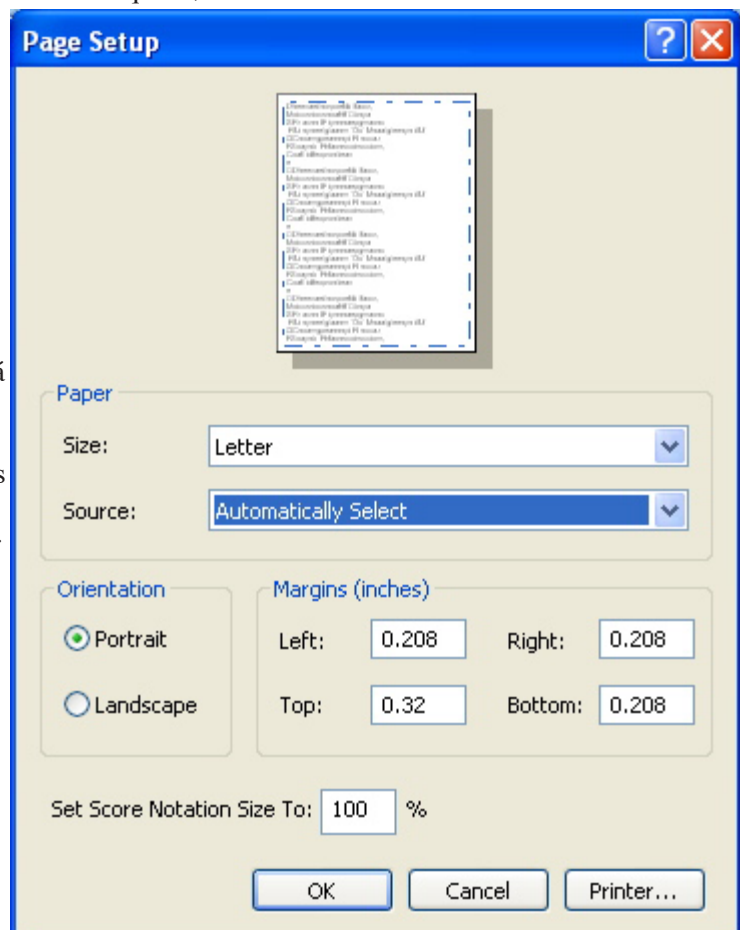 Page Setup
Paper
Size: Letter
Source: Automatically Select
Orientation
Portrait
Landscape
Margins (inches)
Left: 0.208 Right: 0.208
Top: 0.32 Bottom: 0.208
Set Score Notation Size To: 100 %
OK Cancel Printer...
á
s